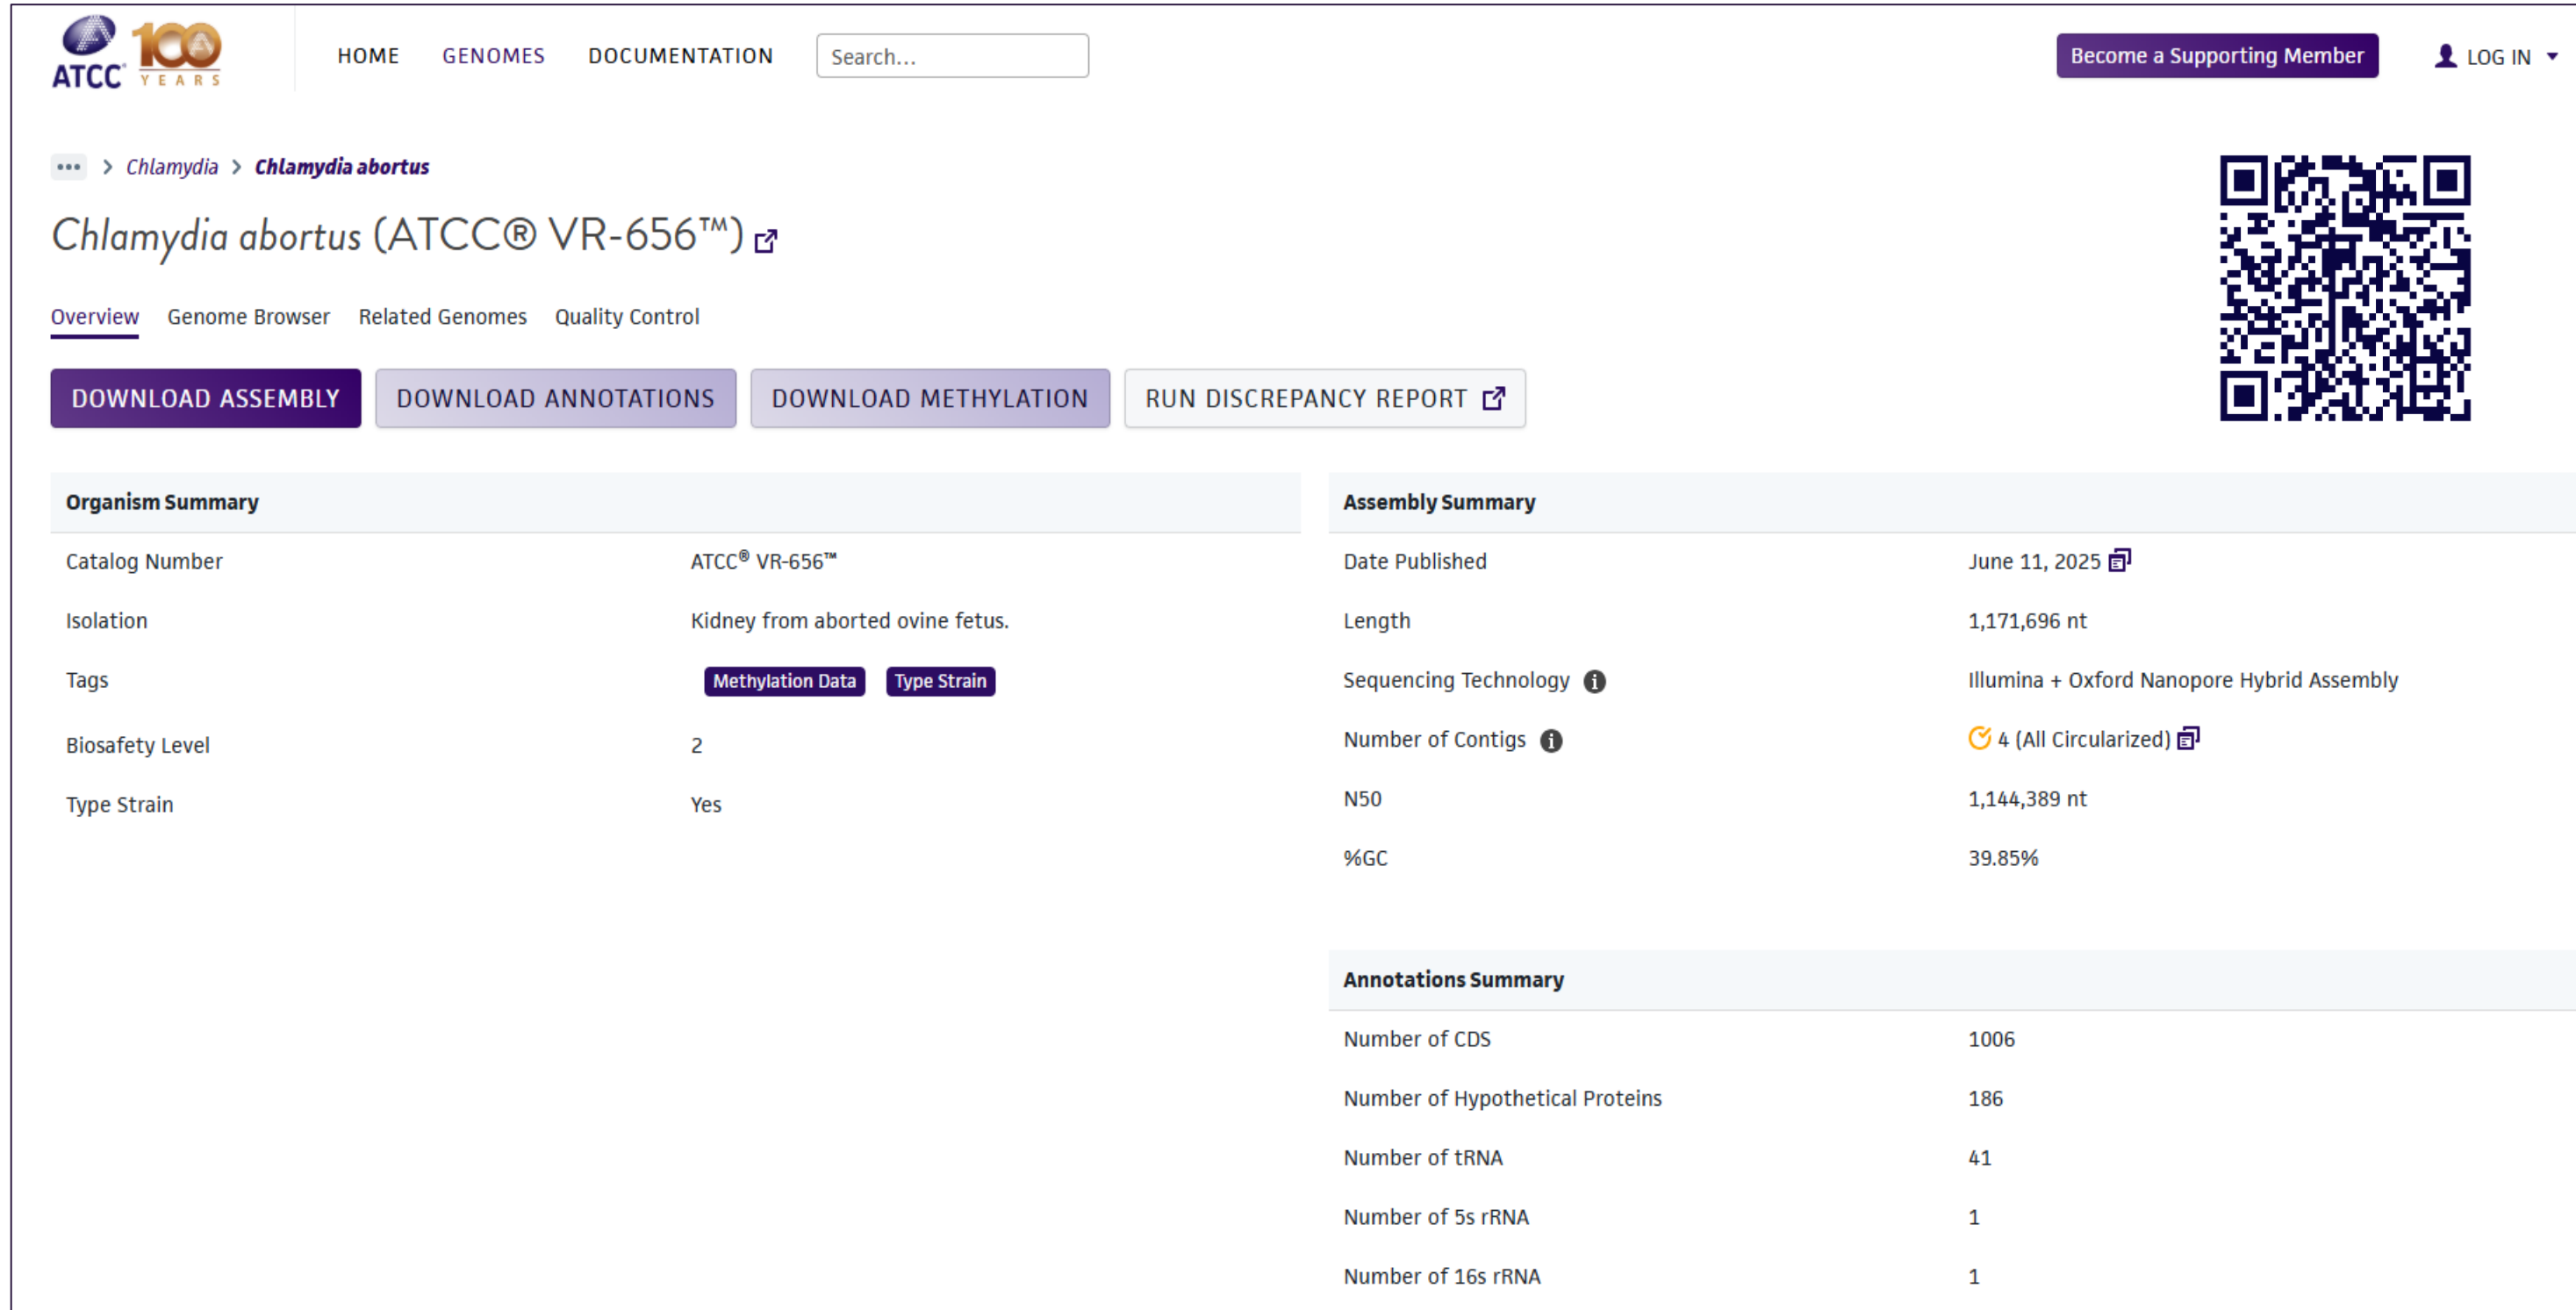 ATCC® 100 YEARS
HOME GENOMES DOCUMENTATION Search... Become a Supporting Member LOG IN
... > Chlamydia > Chlamydia abortus
Chlamydia abortus (ATCC® VR-656™)
Overview Genome Browser Related Genomes Quality Control
DOWNLOAD ASSEMBLY DOWNLOAD ANNOTATIONS DOWNLOAD METHYLATION RUN DISCREPANCY REPORT
Organism Summary
Catalog Number ATCC® VR-656™
Isolation Kidney from aborted ovine fetus.
Tags Methylation Data Type Strain
Biosafety Level 2
Type Strain Yes
Assembly Summary
Date Published June 11, 2025
Length 1,171,696 nt
Sequencing Technology Illumina + Oxford Nanopore Hybrid Assembly
Number of Contigs 4 (All Circularized)
N50 1,144,389 nt
%GC 39.85%
Annotations Summary
Number of CDS 1006
Number of Hypothetical Proteins 186
Number of tRNA 41
Number of 5s rRNA 1
Number of 16s rRNA 1